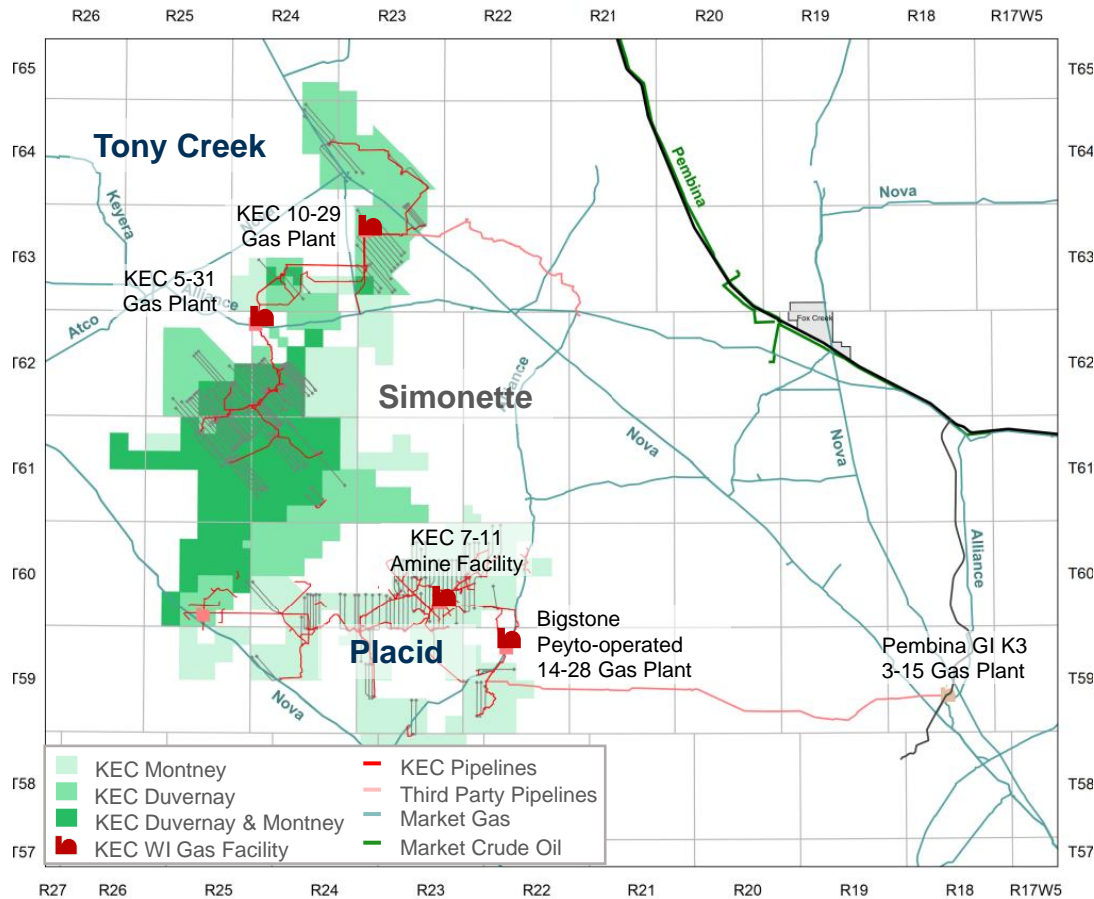 R26 R25 R24 R23 R22 R21 R20 R19 R18 R17W5
T65 T65
Tony Creek
T64 T64
Pembina
Keyera
Nova
KEC 10-29
Gas Plant
No
T63 T63
KEC 5-31
Gas Plant
Alliance
Atco
Fox Creek
T62 T62
Alliance
Simonette
Nova
Nova
T61 T61
Alliance
KEC 7-11
Amine Facility
T60 T60
Bigstone
Peyto-operated
14-28 Gas Plant
Placid
Pembina GI K3
3-15 Gas Plant
T59 T59
Nova
KEC Montney
KEC Duvernay
KEC Duvernay & Montney
KEC WI Gas Facility
KEC Pipelines
Third Party Pipelines
Market Gas
Market Crude Oil
T58 T58
T57 T57
R27 R26 R25 R24 R23 R22 R21 R20 R19 R18 R17W5